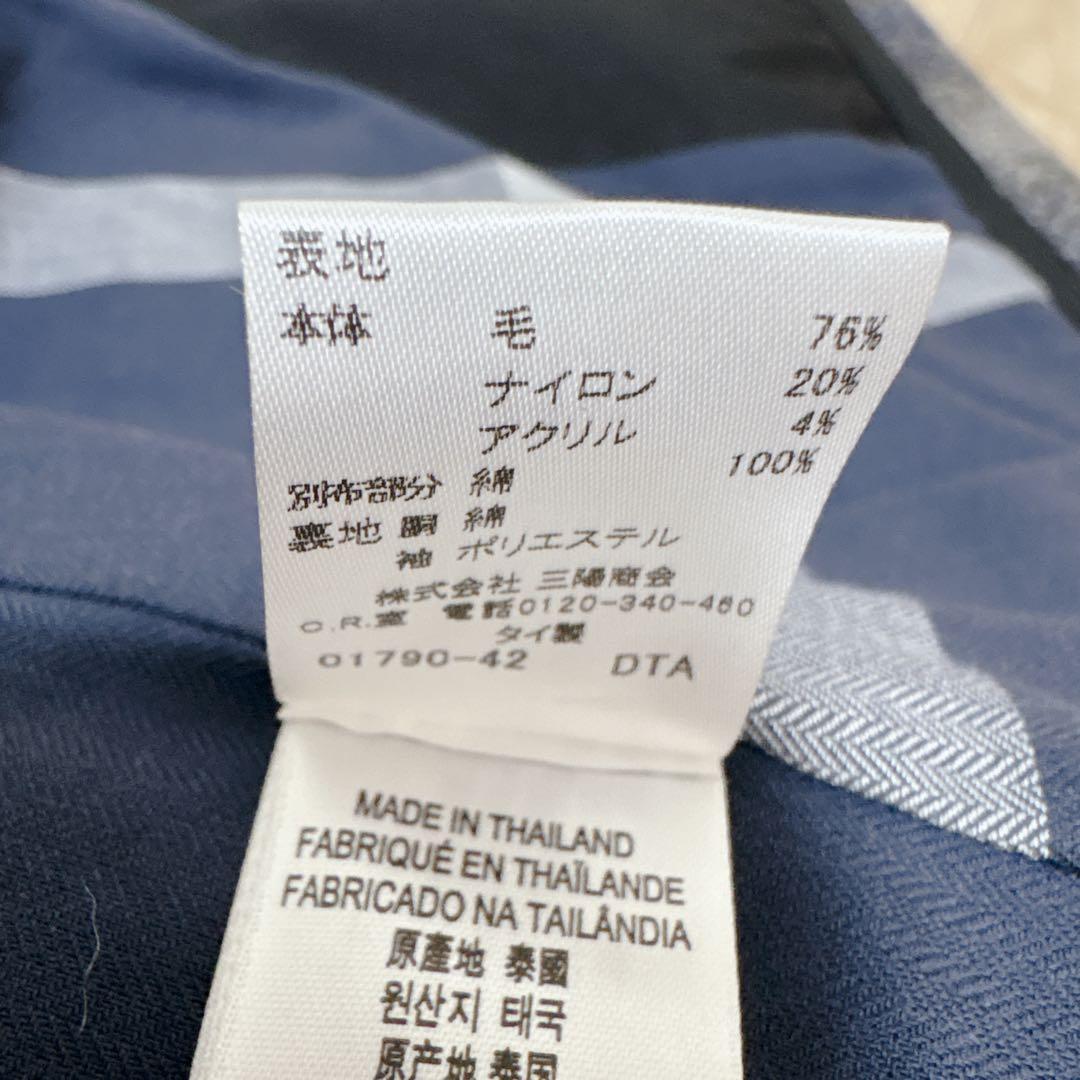 表地
本体 毛 76%
ナイロン 20%
アクリル 4%
別布部分 綿 100%
裏地 胴 綿
袖 ポリエステル
株式会社 三陽商会
C.R.室 電話0120-340-460
タイ製
01790-42 DTA
MADE IN THAILAND
FABRIQUÉ EN THAÏLANDE
FABRICADO NA TAILÂNDIA
原產地 泰國
원산지 태국
原产地 泰国